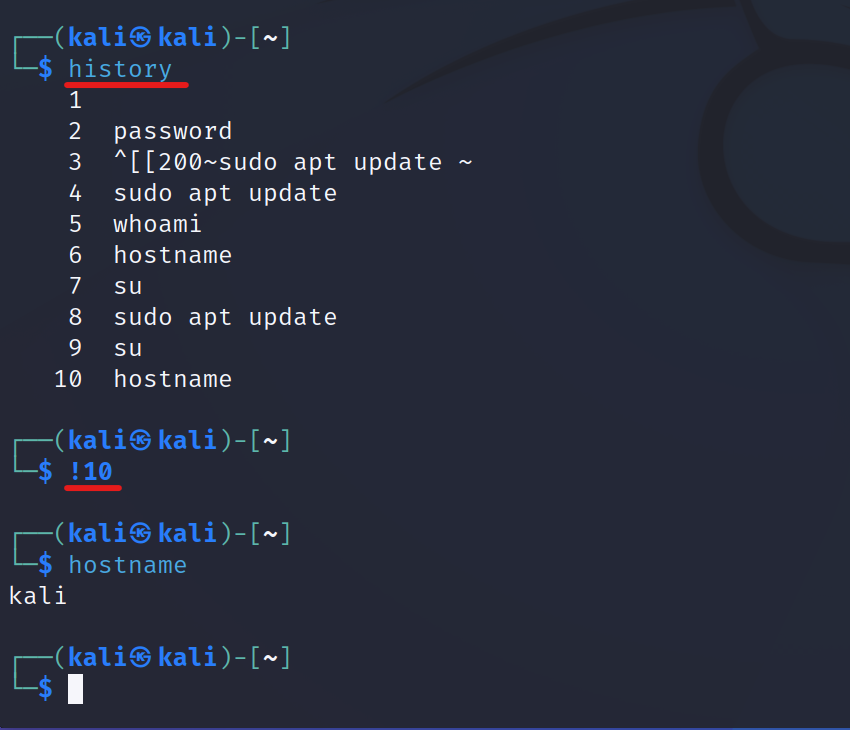 ┌──(kali㉿kali)-[~]
└─$ history
1
2 password
3 ^[[200~sudo apt update ~
4 sudo apt update
5 whoami
6 hostname
7 su
8 sudo apt update
9 su
10 hostname
┌──(kali㉿kali)-[~]
└─$ !10
┌──(kali㉿kali)-[~]
└─$ hostname
kali
┌──(kali㉿kali)-[~]
└─$